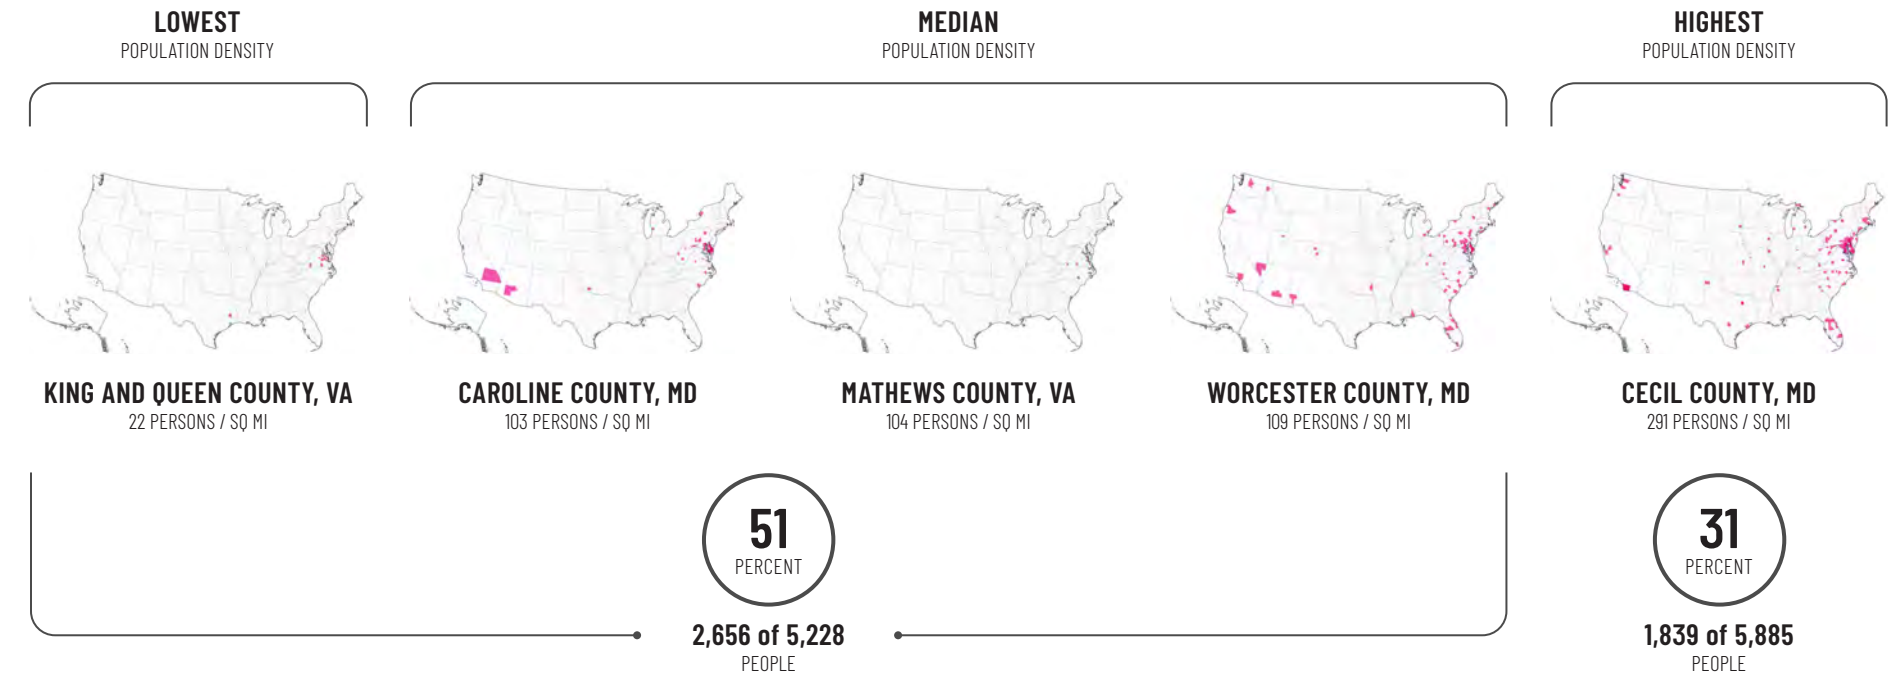 LOWEST
POPULATION DENSITY
MEDIAN
POPULATION DENSITY
HIGHEST
POPULATION DENSITY
KING AND QUEEN COUNTY, VA
22 PERSONS / SQ MI
CAROLINE COUNTY, MD
103 PERSONS / SQ MI
MATHEWS COUNTY, VA
104 PERSONS / SQ MI
WORCESTER COUNTY, MD
109 PERSONS / SQ MI
CECIL COUNTY, MD
291 PERSONS / SQ MI
51
PERCENT
2,656 of 5,228
PEOPLE
31
PERCENT
1,839 of 5,885
PEOPLE